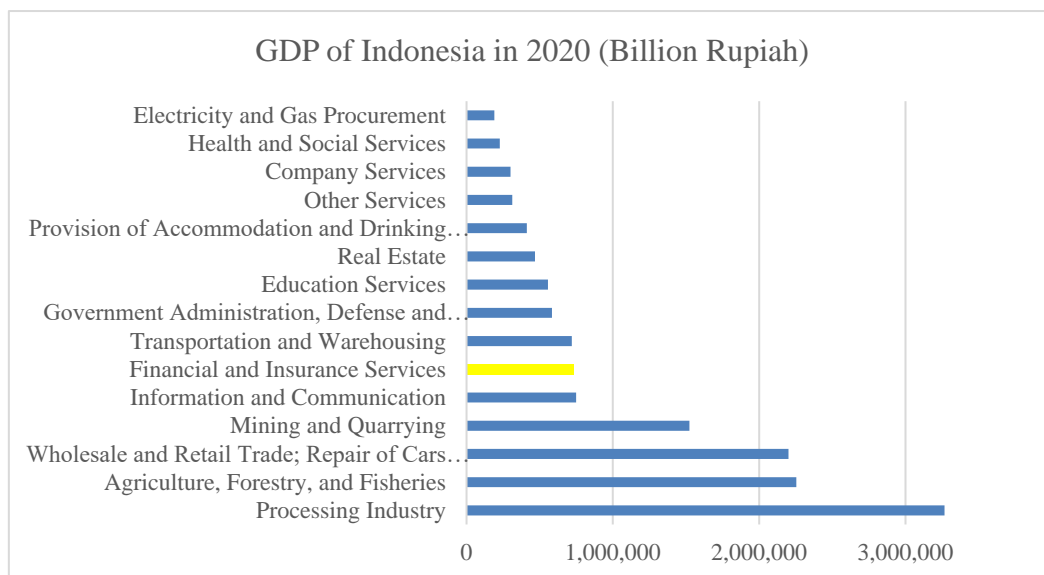 GDP of Indonesia in 2020 (Billion Rupiah)
Electricity and Gas Procurement
Health and Social Services
Company Services
Other Services
Provision of Accommodation and Drinking…
Real Estate
Education Services
Government Administration, Defense and…
Transportation and Warehousing
Financial and Insurance Services
Information and Communication
Mining and Quarrying
Wholesale and Retail Trade; Repair of Cars…
Agriculture, Forestry, and Fisheries
Processing Industry
0 1,000,000 2,000,000 3,000,000